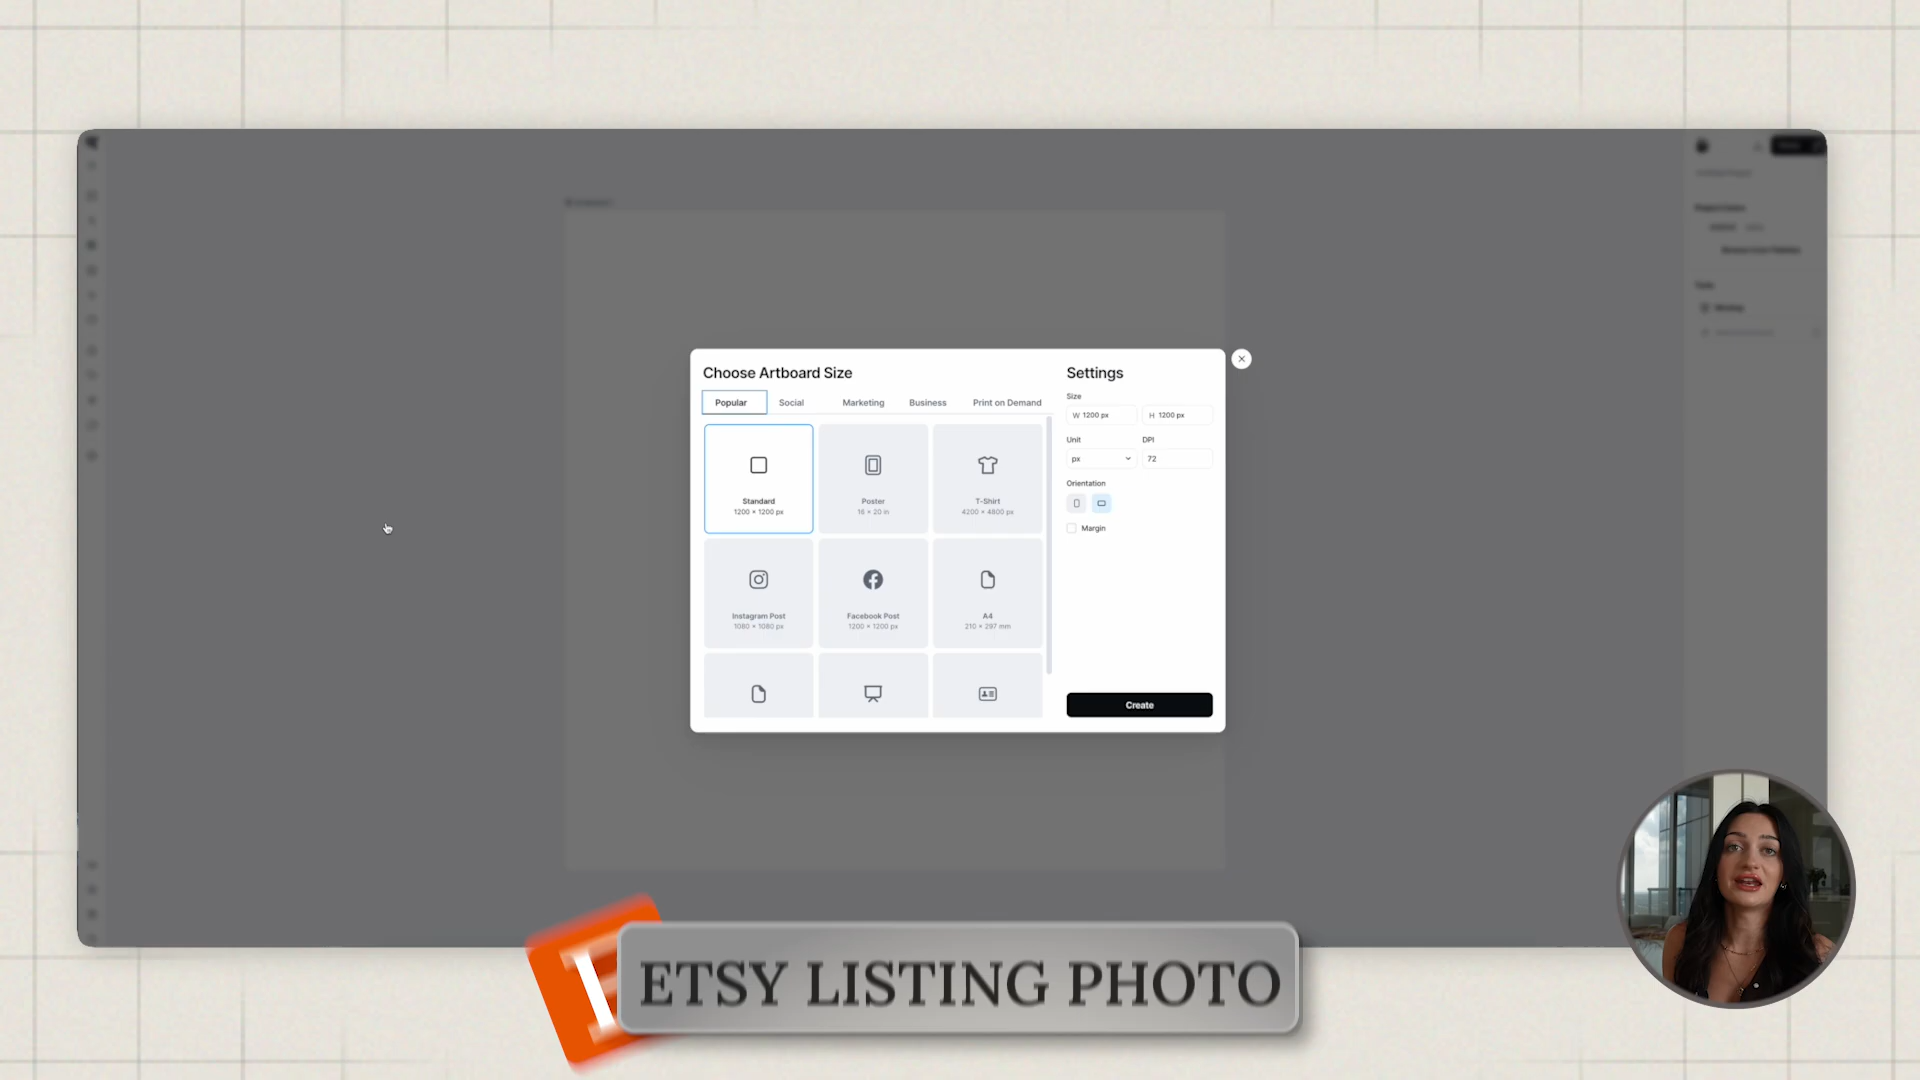 Choose Artboard Size
Popular
Social
Marketing
Business
Print on Demand
Standard
1200 × 1200 px
Poster
16 × 20 in
T-Shirt
4200 × 4800 px
Instagram Post
1080 × 1080 px
Facebook Post
1200 × 1200 px
A4
210 × 297 mm
Settings
Size
W 1200 px
H 1200 px
Unit
DPI
px
72
Orientation
Margin
Create
ETSY LISTING PHOTO